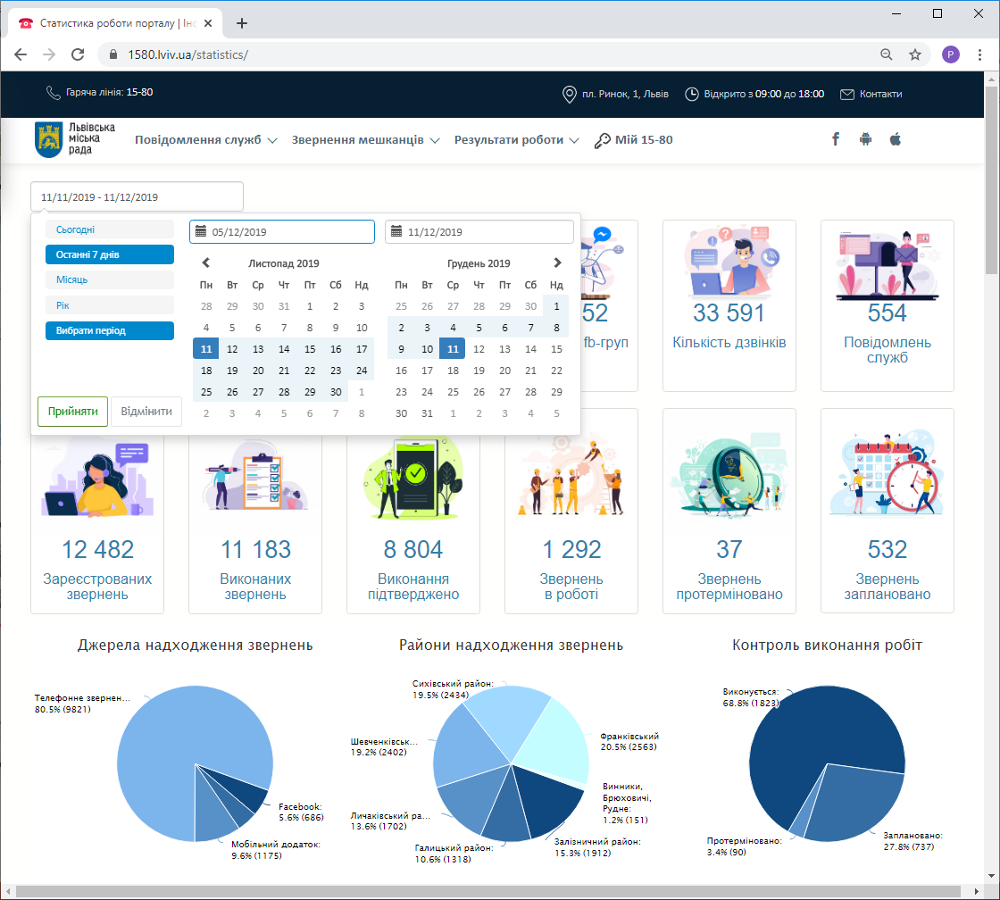 Статистика роботи порталу | Інс
1580.lviv.ua/statistics/
P
Гаряча лінія: 15-80
пл. Ринок, 1, Львів
Відкрито з 09:00 до 18:00
Контакти
Львівська
міська
рада
Повідомлення служб
Звернення мешканців
Результати роботи
Мій 15-80
11/11/2019 - 11/12/2019
Сьогодні
Останні 7 днів
Місяць
Рік
Вибрати період
Прийняти
Відмінити
05/12/2019
Листопад 2019
Пн Вт Ср Чт Пт Сб Нд
28 29 30 31 1 2 3
4 5 6 7 8 9 10
11 12 13 14 15 16 17
18 19 20 21 22 23 24
25 26 27 28 29 30 1
2 3 4 5 6 7 8
11/12/2019
Грудень 2019
Пн Вт Ср Чт Пт Сб Нд
25 26 27 28 29 30 1
2 3 4 5 6 7 8
9 10 11 12 13 14 15
16 17 18 19 20 21 22
23 24 25 26 27 28 29
30 31 1 2 3 4 5
52
fb-груп
33 591
Кількість дзвінків
554
Повідомлень
служб
12 482
Зареєстрованих
звернень
11 183
Виконаних
звернень
8 804
Виконання
підтверджено
1 292
Звернень
в роботі
37
Звернень
протерміновано
532
Звернень
заплановано
Джерела надходження звернень
Телефонне звернен...
80.5% (9821)
Facebook:
5.6% (686)
Мобільний додаток:
9.6% (1175)
Райони надходження звернень
Сихівський район:
19.5% (2434)
Франківський
20.5% (2563)
Шевченківськ...
19.2% (2402)
Винники,
Брюховичі,
Рудне:
1.2% (151)
Личаківський ра...
13.6% (1702)
Залізничний район:
15.3% (1912)
Галицький район:
10.6% (1318)
Контроль виконання робіт
Виконується:
68.8% (1823)
Заплановано:
27.8% (737)
Протерміновано:
3.4% (90)